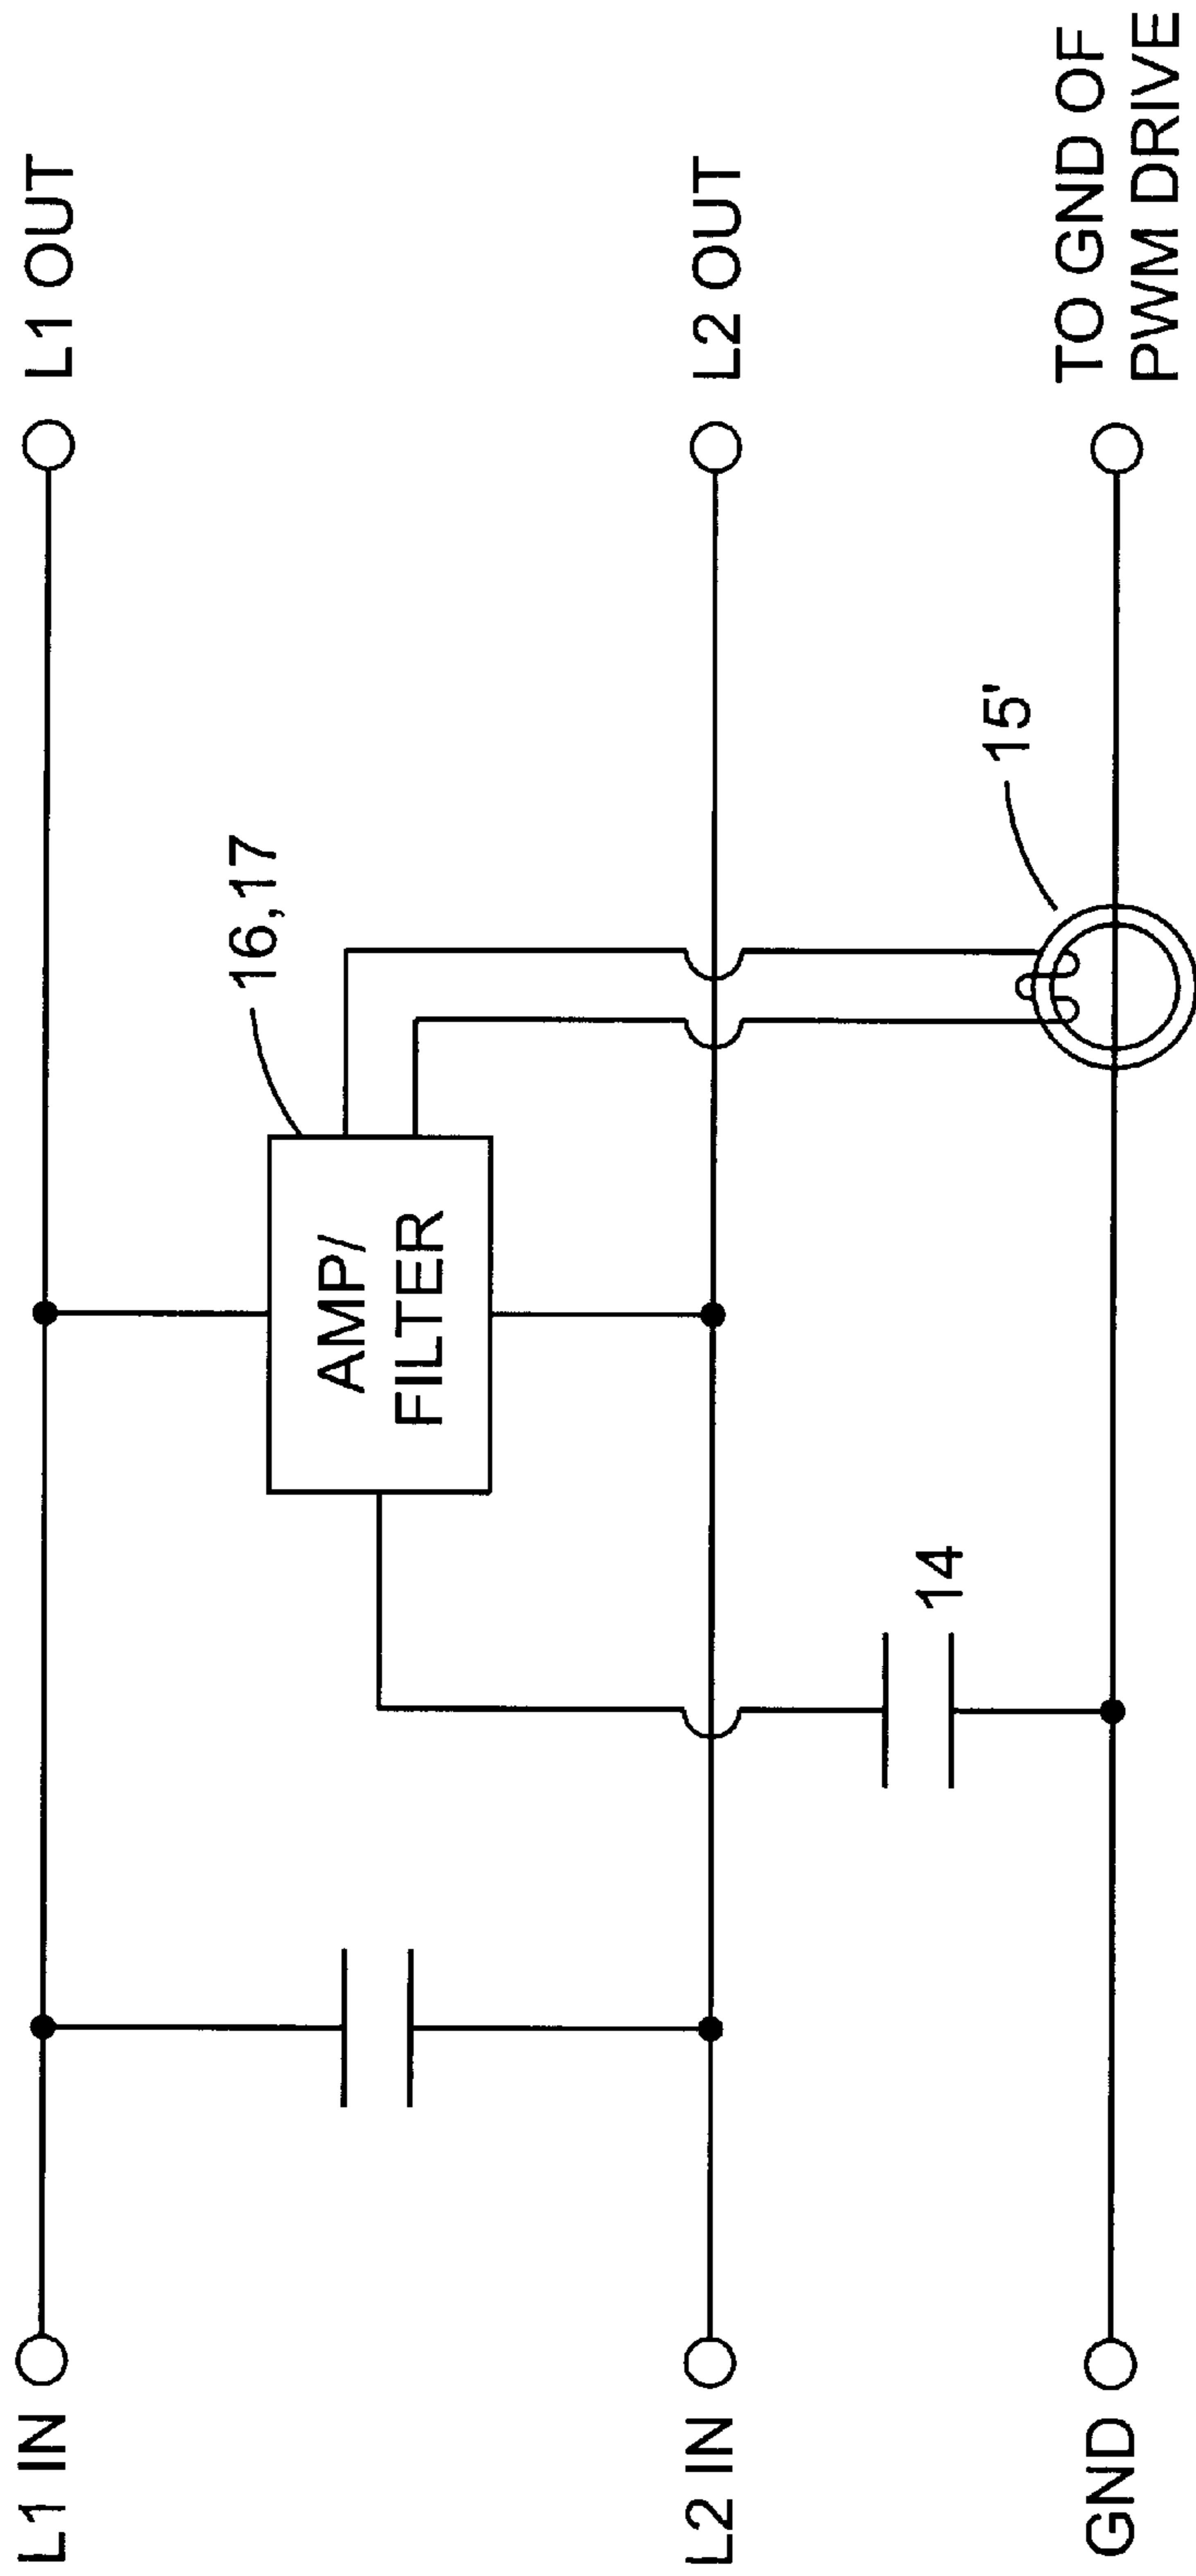 L1 IN
L1 OUT
16,17
AMP/
FILTER
L2 IN
L2 OUT
14
15'
GND
TO GND OF
PWM DRIVE